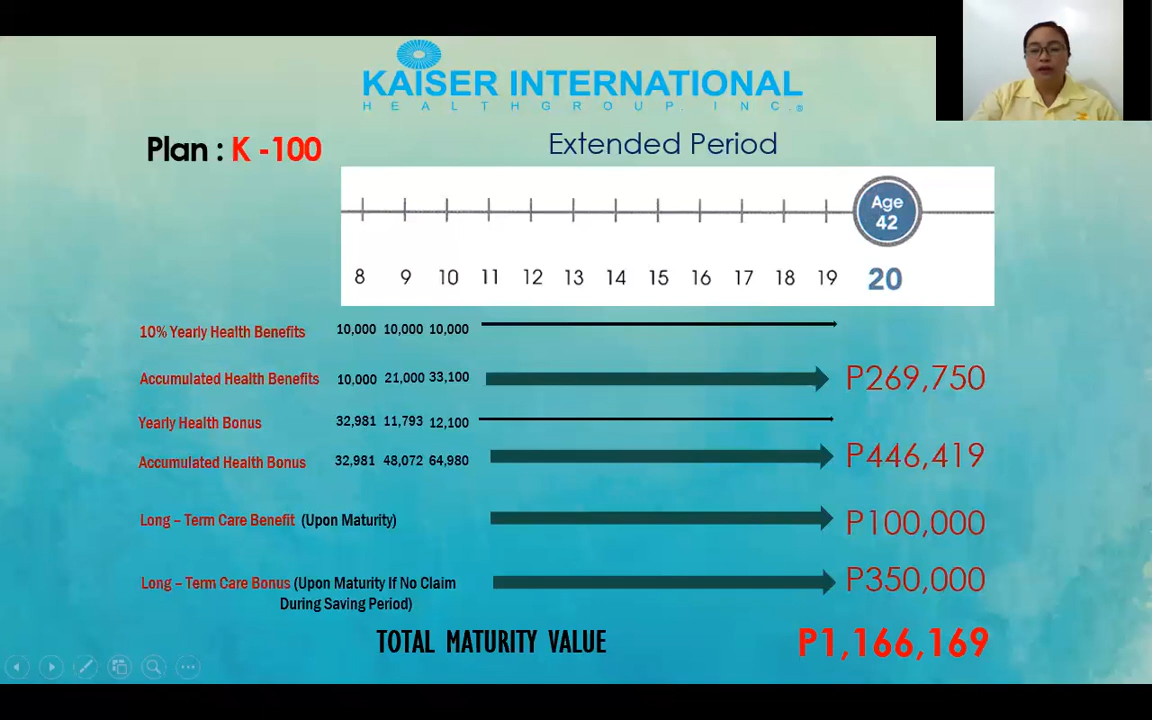 KAISER INTERNATIONAL
HEALTHGROUP, INC.®
Plan : K -100
Extended Period
Age
42
8 9 10 11 12 13 14 15 16 17 18 19 20
10% Yearly Health Benefits 10,000 10,000 10,000
Accumulated Health Benefits 10,000 21,000 33,100 P269,750
Yearly Health Bonus 32,981 11,793 12,100
Accumulated Health Bonus 32,981 48,072 64,980 P446,419
Long – Term Care Benefit (Upon Maturity) P100,000
Long – Term Care Bonus (Upon Maturity If No Claim P350,000
During Saving Period)
TOTAL MATURITY VALUE P1,166,169